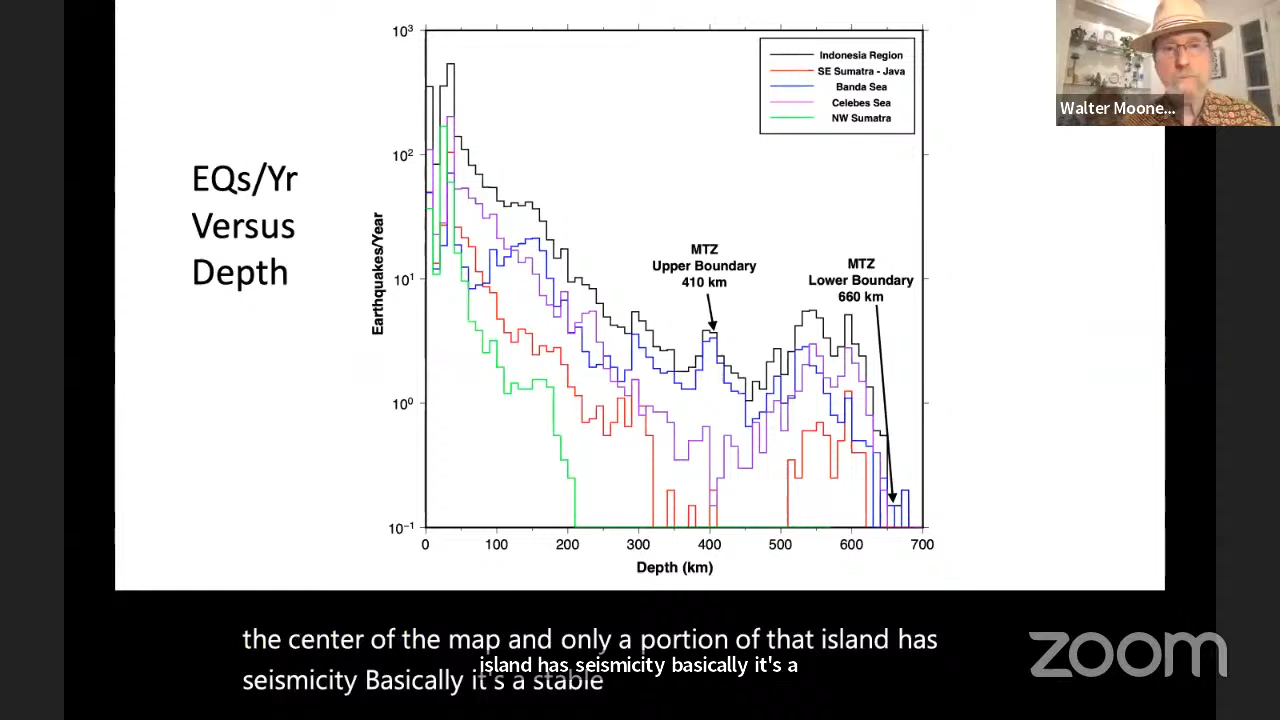 EQs/Yr
Versus
Depth
10³
10²
10¹
10⁰
10⁻¹
Earthquakes/Year
0 100 200 300 400 500 600 700
Depth (km)
Indonesia Region
SE Sumatra - Java
Banda Sea
Celebes Sea
NW Sumatra
MTZ
Upper Boundary
410 km
MTZ
Lower Boundary
660 km
Walter Moone...
the center of the map and only a portion of that island has
seismicity Basically it's a stable
island has seismicity basically it's a
zoom